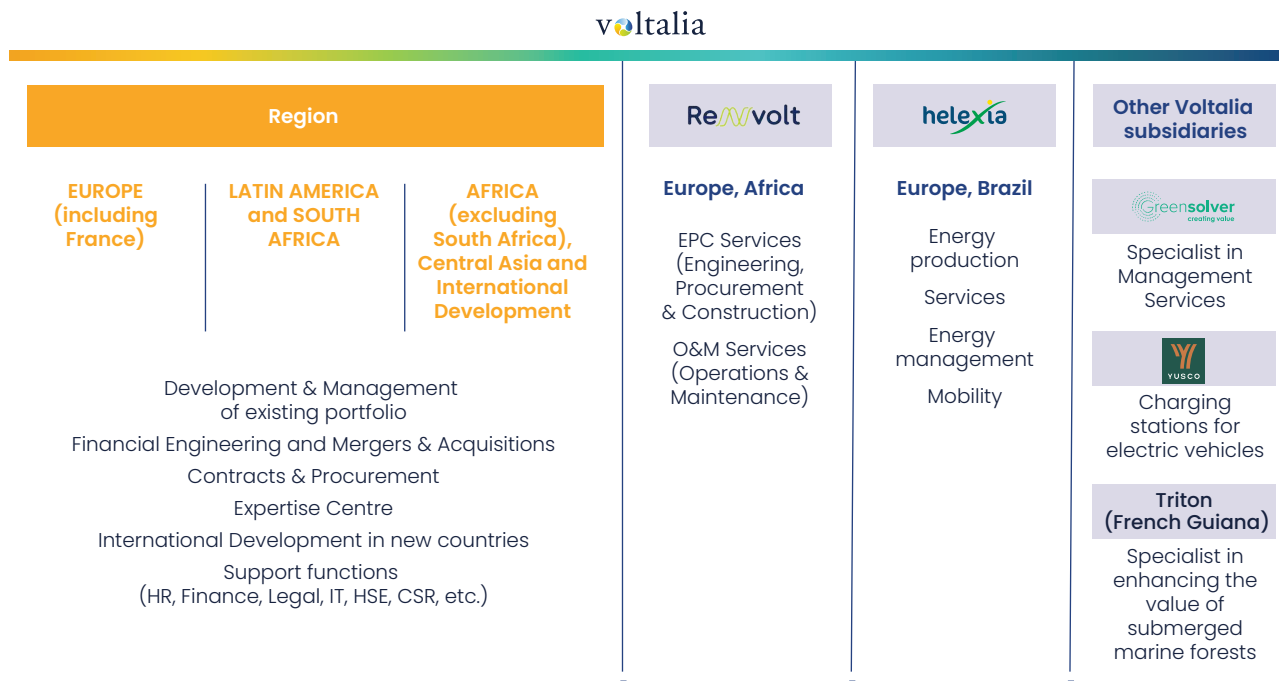 voltalia
Region
EUROPE
(including
France)
LATIN AMERICA
and SOUTH
AFRICA
AFRICA
(excluding
South Africa),
Central Asia and
International
Development
Development & Management
of existing portfolio
Financial Engineering and Mergers & Acquisitions
Contracts & Procurement
Expertise Centre
International Development in new countries
Support functions
(HR, Finance, Legal, IT, HSE, CSR, etc.)
Renvolt
Europe, Africa
EPC Services
(Engineering,
Procurement
& Construction)
O&M Services
(Operations &
Maintenance)
helexia
Europe, Brazil
Energy
production
Services
Energy
management
Mobility
Other Voltalia
subsidiaries
Greensolver
creating value
Specialist in
Management
Services
YUSCO
Charging
stations for
electric vehicles
Triton
(French Guiana)
Specialist in
enhancing the
value of
submerged
marine forests